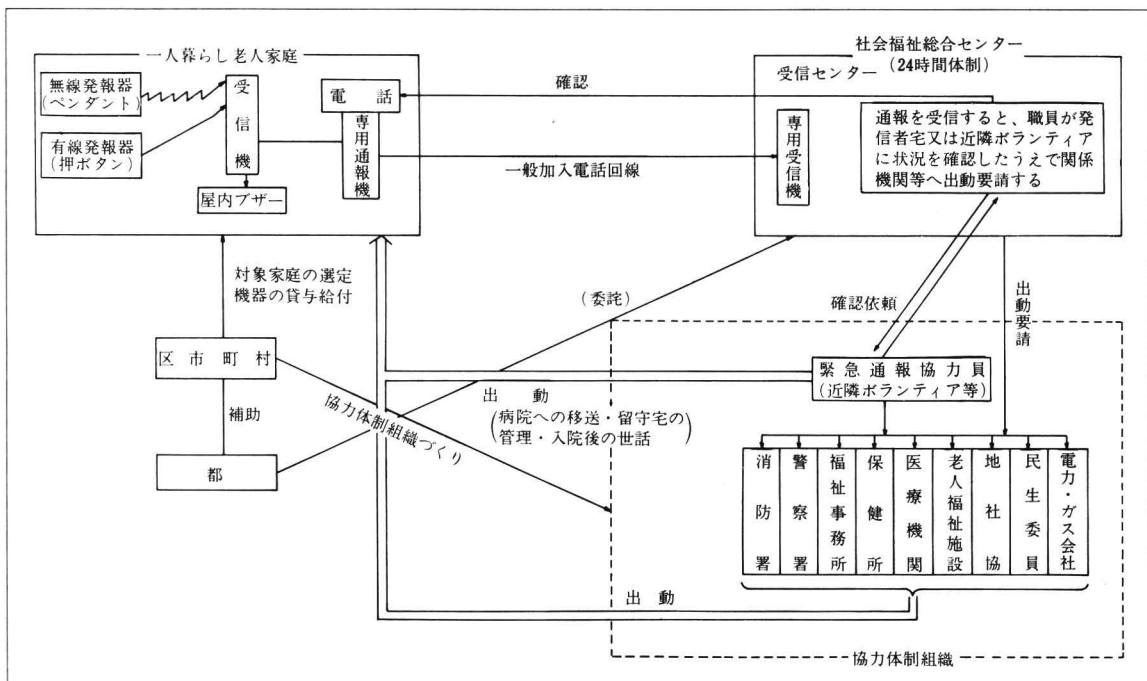 一人暮らし老人家庭
無線発報器
(ペンダント)
有線発報器
(押ボタン)
受信機
屋内ブザー
電話
専用通報機
確認
一般加入電話回線
社会福祉総合センター
(24時間体制)
受信センター
専用受信機
通報を受信すると、職員が発
信者宅又は近隣ボランティア
に状況を確認したうえで関係
機関等へ出動要請する
対象家庭の選定
機器の貸与給付
区市町村
補助
都
(委託)
協力体制組織づくり
確認依頼
出動要請
緊急通報協力員
(近隣ボランティア等)
出動
(病院への移送・留守宅の
管理・入院後の世話)
消防署
警察署
福祉事務所
保健所
医療機関
老人福祉施設
地社協
民生委員
電力・ガス会社
出動
協力体制組織